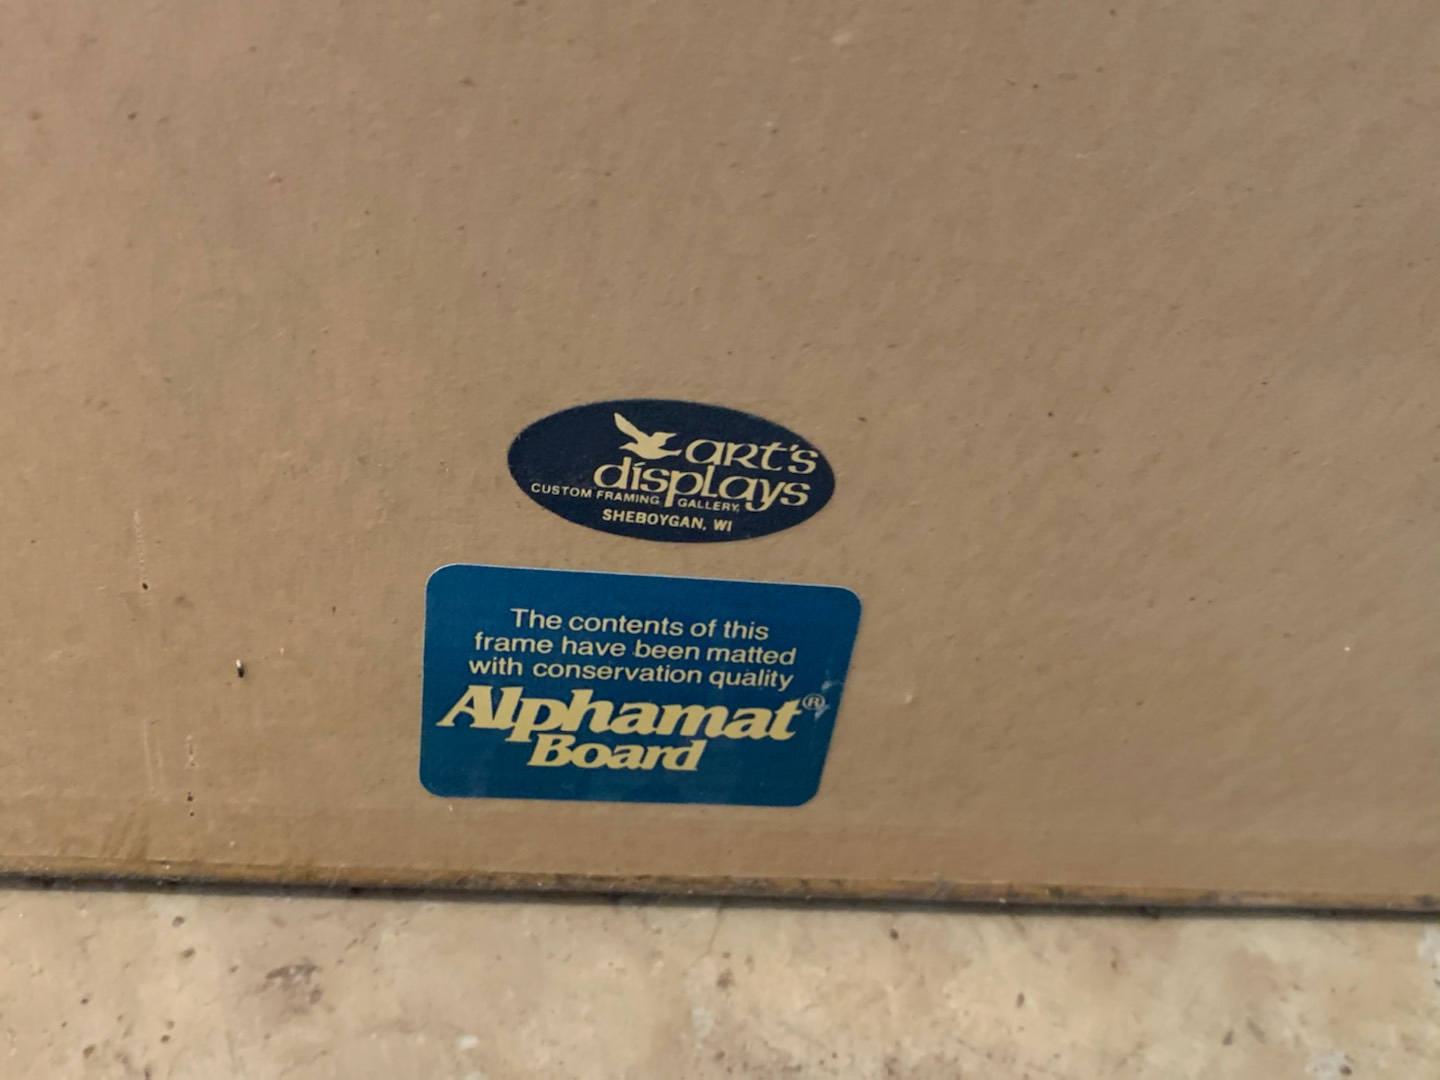 art's
displays
CUSTOM FRAMING, GALLERY,
SHEBOYGAN, WI
The contents of this
frame have been matted
with conservation quality
Alphamat®
Board